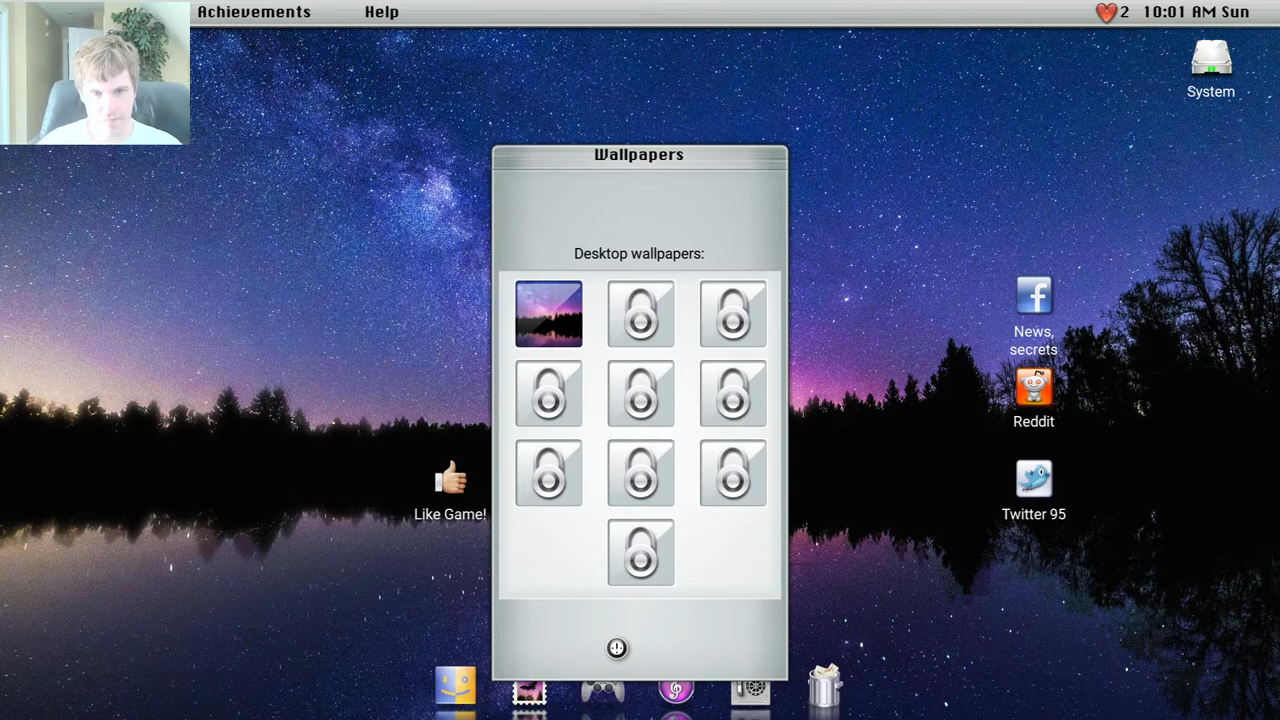 Achievements Help 2 10:01 AM Sun
System
Wallpapers
Desktop wallpapers:
News,
secrets
Reddit
Like Game!
Twitter 95